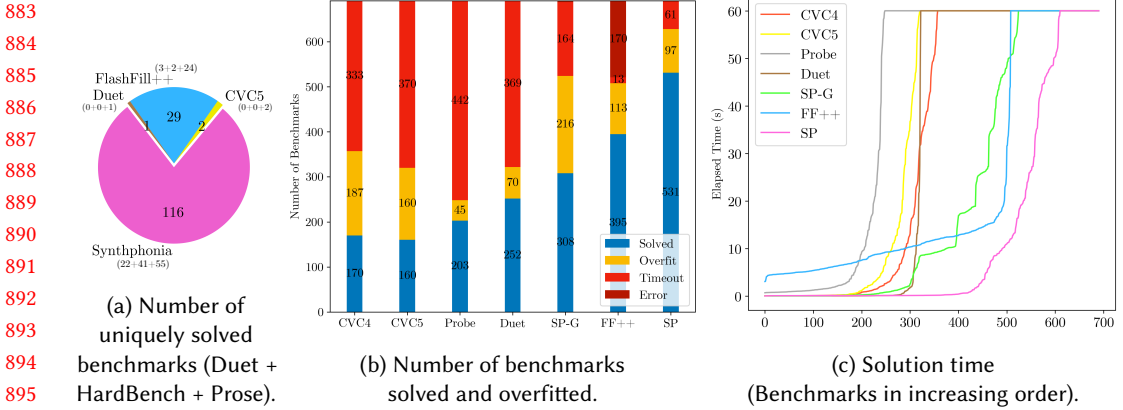 883
884
885
886
887
888
889
890
891
892
893
894
895
FlashFill++
(3+2+24)
Duet
(0+0+1)
CVC5
(0+0+2)
1
29
2
116
Synthphonia
(22+41+55)
(a) Number of
uniquely solved
benchmarks (Duet +
HardBench + Prose).
Number of Benchmarks
600
500
400
300
200
100
0
333
187
170
370
160
160
442
45
203
369
70
252
164
216
308
170
13
113
395
61
97
531
Solved
Overfit
Timeout
Error
CVC4
CVC5
Probe
Duet
SP-G
FF++
SP
(b) Number of benchmarks
solved and overfitted.
Elapsed Time (s)
60
50
40
30
20
10
0
CVC4
CVC5
Probe
Duet
SP-G
FF++
SP
0 100 200 300 400 500 600 700
(c) Solution time
(Benchmarks in increasing order).